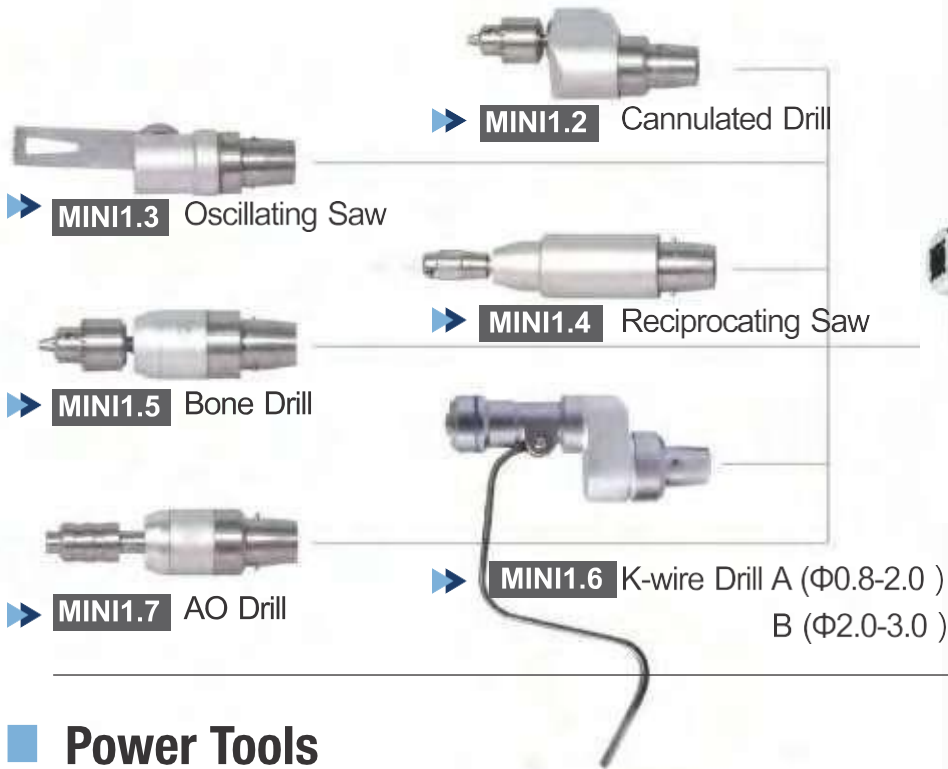 MINI1.2 Cannulated Drill
MINI1.3 Oscillating Saw
MINI1.4 Reciprocating Saw
MINI1.5 Bone Drill
MINI1.6 K-wire Drill A (Φ0.8-2.0 )
B (Φ2.0-3.0 )
MINI1.7 AO Drill
Power Tools